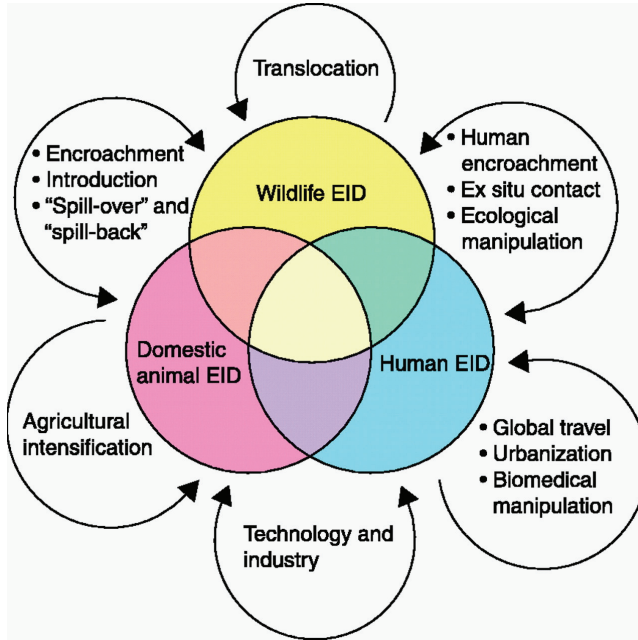 Translocation
• Encroachment
• Introduction
• “Spill-over” and
“spill-back”
• Human
encroachment
• Ex situ contact
• Ecological
manipulation
Wildlife EID
Domestic
animal EID
Human EID
Agricultural
intensification
• Global travel
• Urbanization
• Biomedical
manipulation
Technology and
industry